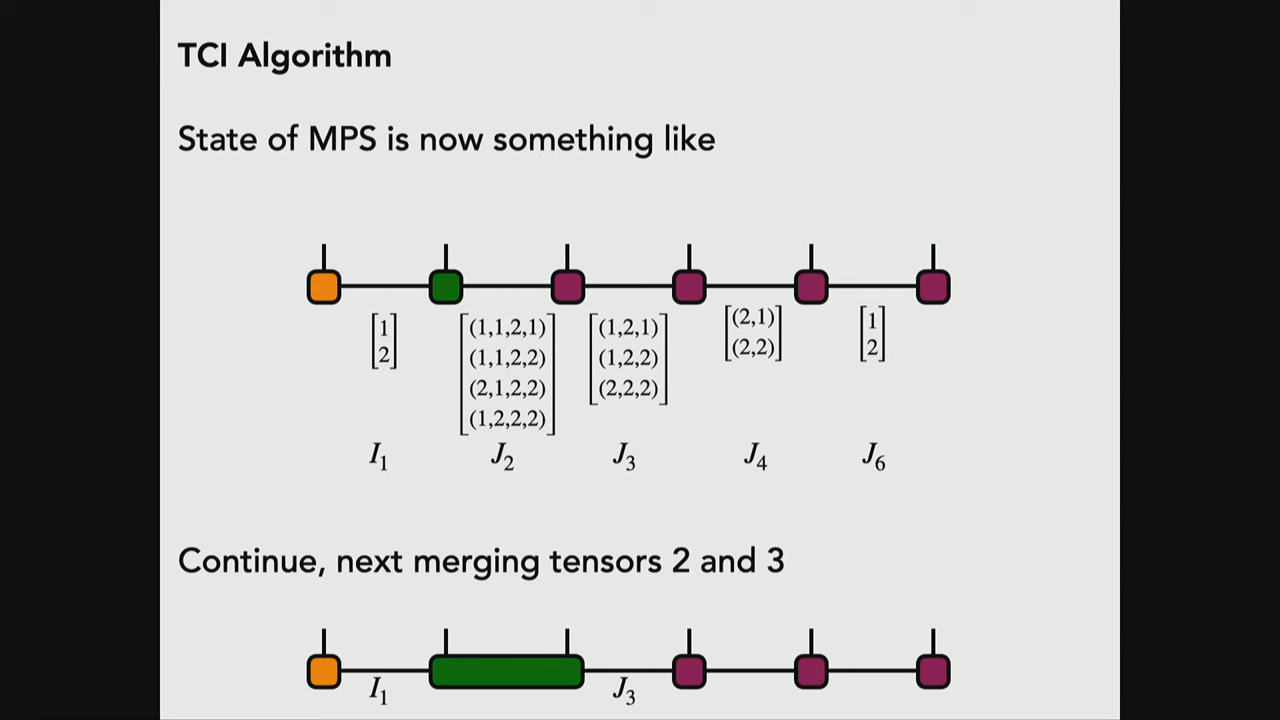 TCI Algorithm
State of MPS is now something like
[1
2]
[(1,1,2,1)
(1,1,2,2)
(2,1,2,2)
(1,2,2,2)]
[(1,2,1)
(1,2,2)
(2,2,2)]
[(2,1)
(2,2)]
[1
2]
I₁ J₂ J₃ J₄ J₆
Continue, next merging tensors 2 and 3
I₁ J₃